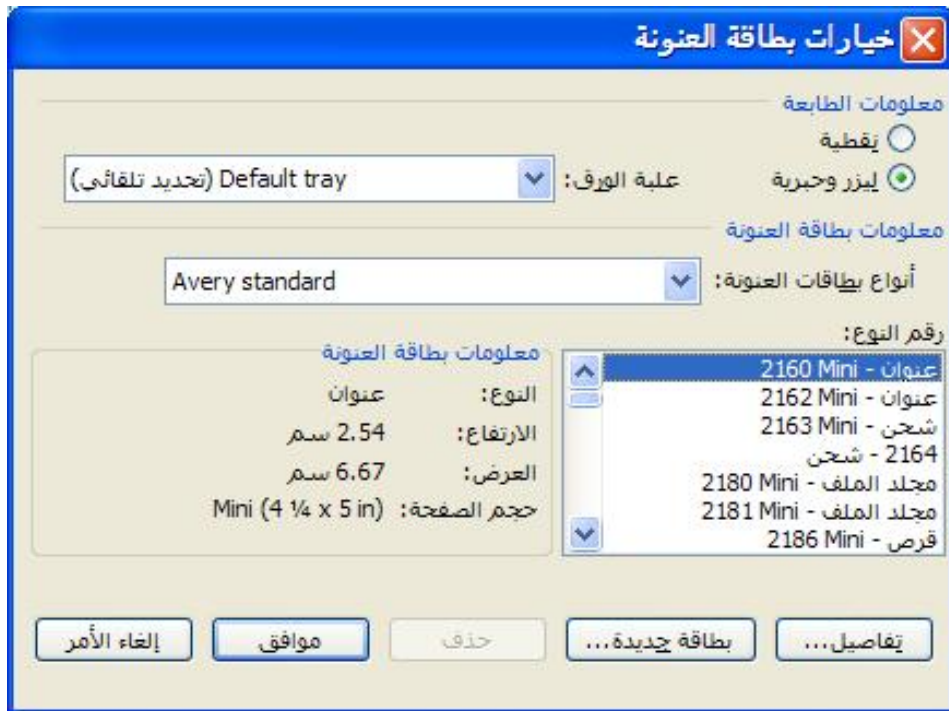 خيارات بطاقة العنونة
معلومات الطابعة
نقطية
ليزر وحبرية
علبة الورق: Default tray (تحديد تلقائي)
معلومات بطاقة العنونة
أنواع بطاقات العنونة: Avery standard
رقم النوع:
عنوان - 2160 Mini
عنوان - 2162 Mini
شحن - 2163 Mini
2164 - شحن
مجلد الملف - 2180 Mini
مجلد الملف - 2181 Mini
قرص - 2186 Mini
معلومات بطاقة العنونة
النوع: عنوان
الارتفاع: 2.54 سم
العرض: 6.67 سم
حجم الصفحة: Mini (4 ¼ x 5 in)
تفاصيل...
بطاقة جديدة...
حذف
موافق
إلغاء الأمر